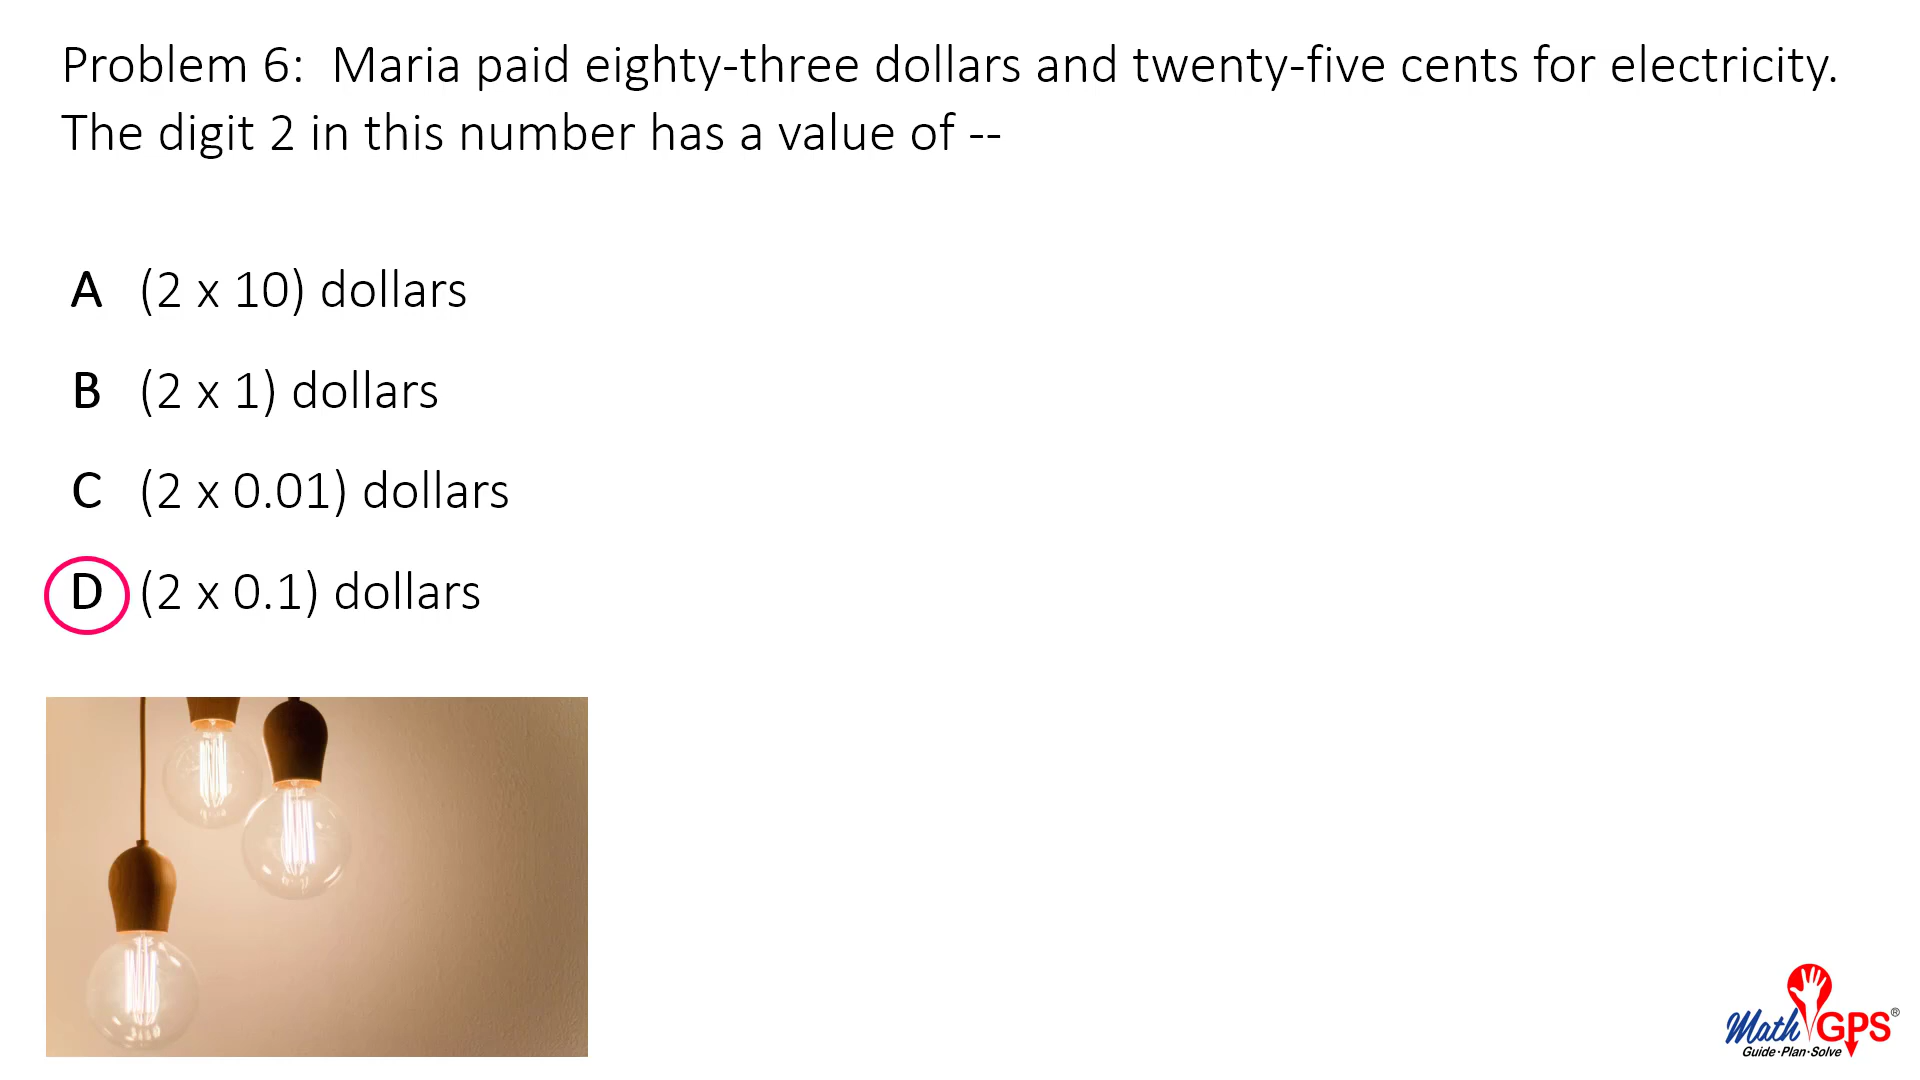 Problem 6:  Maria paid eighty-three dollars and twenty-five cents for electricity.
The digit 2 in this number has a value of --
A (2 x 10) dollars
B (2 x 1) dollars
C (2 x 0.01) dollars
D (2 x 0.1) dollars
Math GPS®
Guide·Plan·Solve